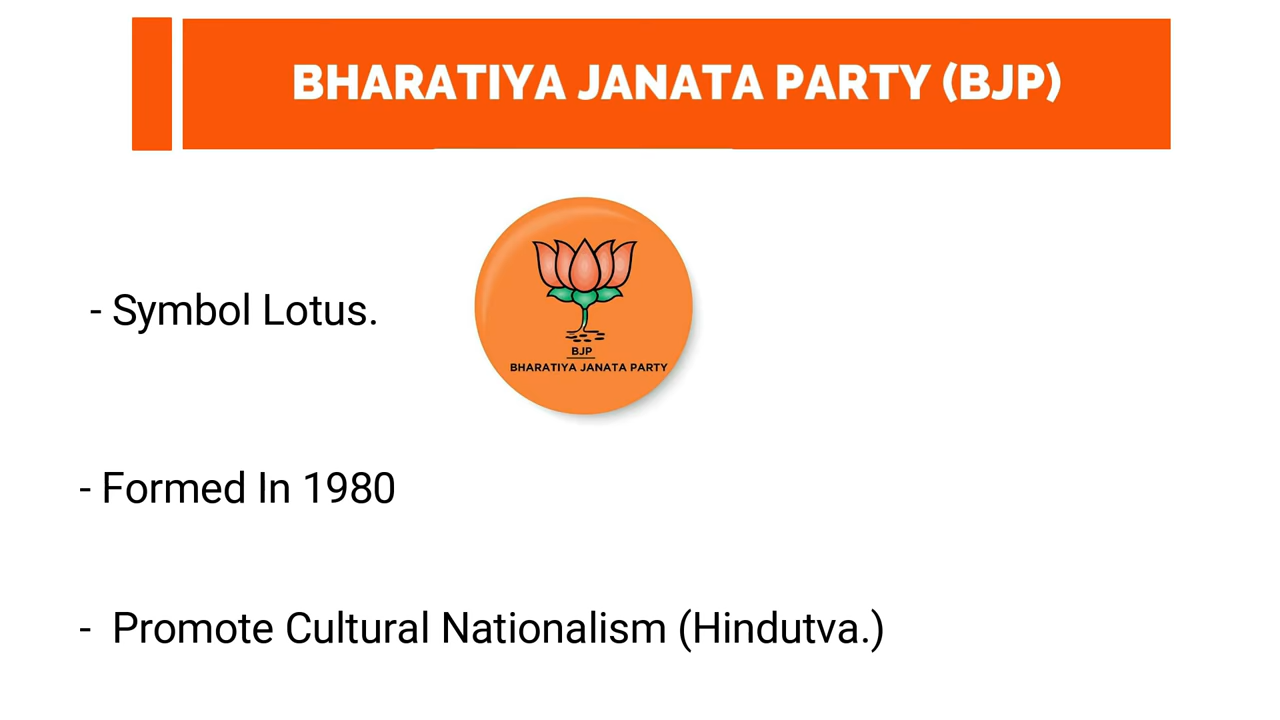 BHARATIYA JANATA PARTY (BJP)
- Symbol Lotus.
BJP
BHARATIYA JANATA PARTY
- Formed In 1980
- Promote Cultural Nationalism (Hindutva.)